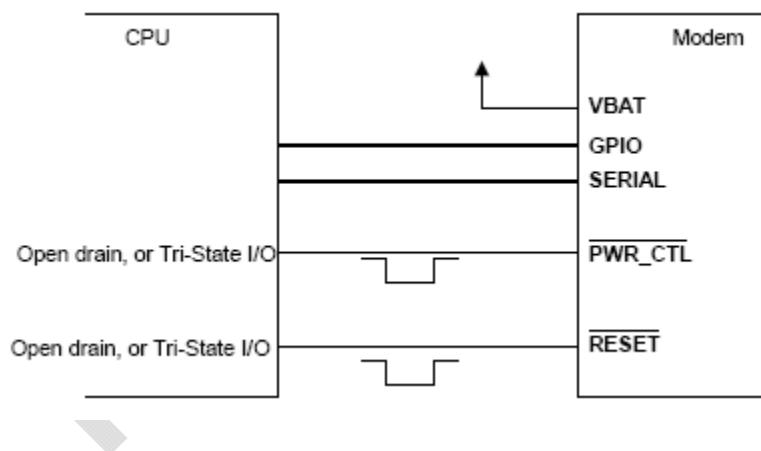 CPU
Modem
VBAT
GPIO
SERIAL
Open drain, or Tri-State I/O
PWR_CTL
Open drain, or Tri-State I/O
RESET